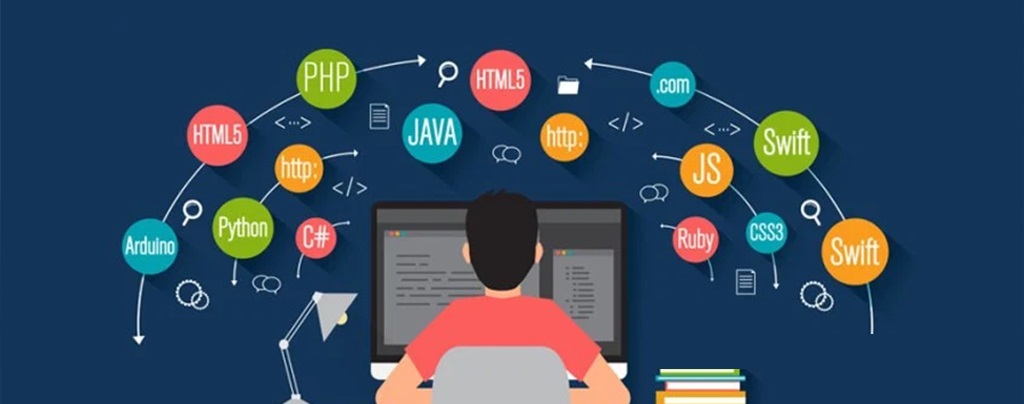 PHP
HTML5
.com
HTML5
JAVA
http:
Swift
http:
JS
Arduino
Python
C#
Ruby
CSS3
Swift